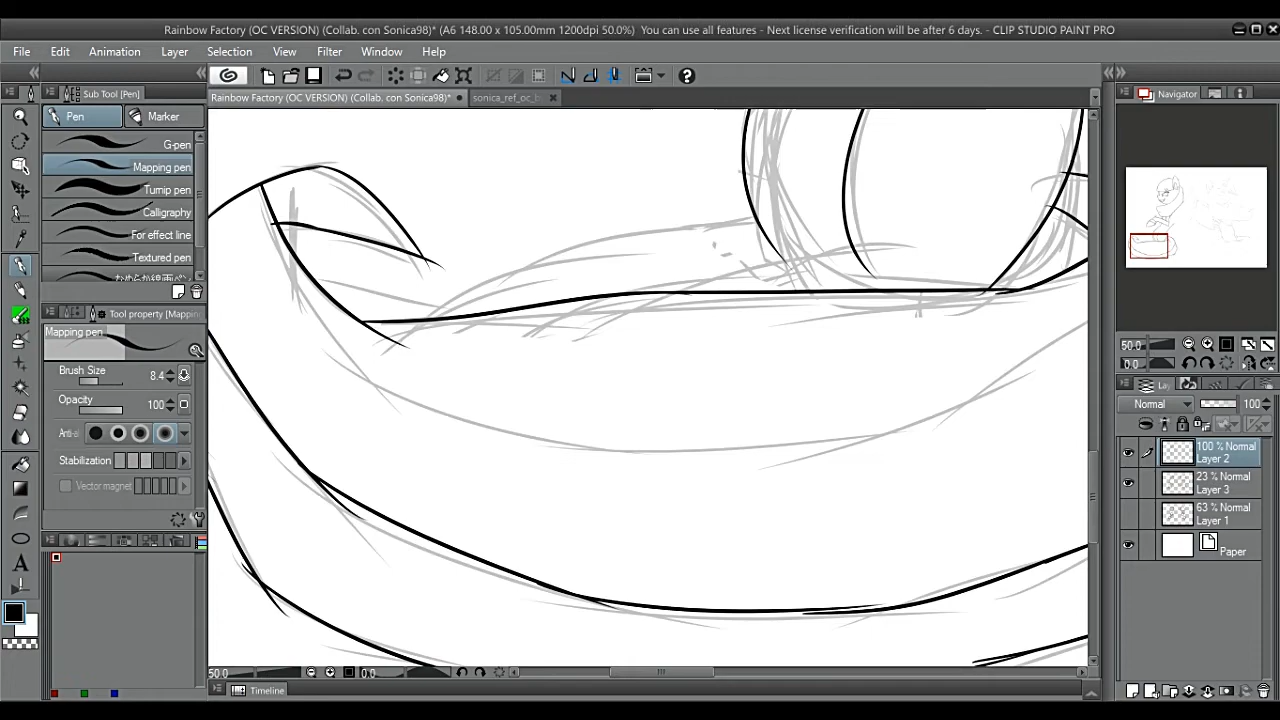 Rainbow Factory (OC VERSION) (Collab. con Sonica98)* (A6 148.00 x 105.00mm 1200dpi 50.0%)  You can use all features - Next license verification will be after 6 days. - CLIP STUDIO PAINT PRO
File Edit Animation Layer Selection View Filter Window Help
Rainbow Factory (OC VERSION) (Collab. con Sonica98)* sonica_ref_oc_b
Sub Tool [Pen]
Pen Marker
G-pen
Mapping pen
Turnip pen
Calligraphy
For effect line
Textured pen
Tool property [Mapping
Mapping pen
Brush Size 8.4
Opacity 100
Anti-al
Stabilization
Vector magnet
50.0 0.0
Timeline
Navigator
50.0
0.0
Lay
Normal 100
100 % Normal
Layer 2
23 % Normal
Layer 3
63 % Normal
Layer 1
Paper